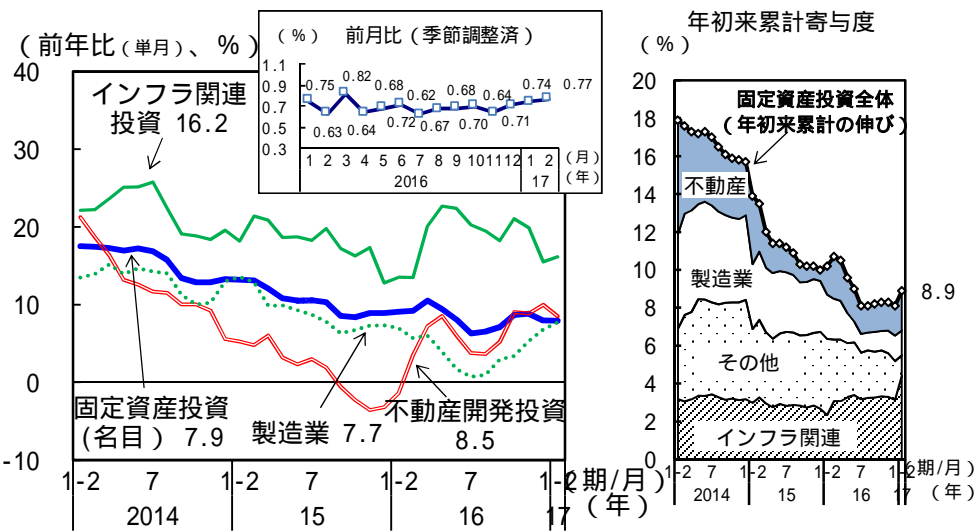 （前年比（単月）、％）
40
30
20
10
0
-10
インフラ関連
投資 16.2
固定資産投資
(名目） 7.9
製造業 7.7
不動産開発投資
8.5
1-2 7 1-2 7 1-2 7 1-2
（期/月）
2014 15 16 17
（年）
（％） 前月比（季節調整済）
1.1
0.9
0.7
0.5
0.3
0.75 0.63 0.82 0.64 0.68 0.72 0.62 0.67 0.68 0.70 0.64 0.71 0.74 0.77
1 2 3 4 5 6 7 8 9 10 11 12 1 2
（月）
2016 17
（年）
年初来累計寄与度
（％）
20
18
16
14
12
10
8
6
4
2
0
固定資産投資全体
（年初来累計の伸び）
不動産
製造業
その他
インフラ関連
8.9
1-2 7 1-2 7 1-2 7 1-2
（期/月）
2014 15 16 17
（年）